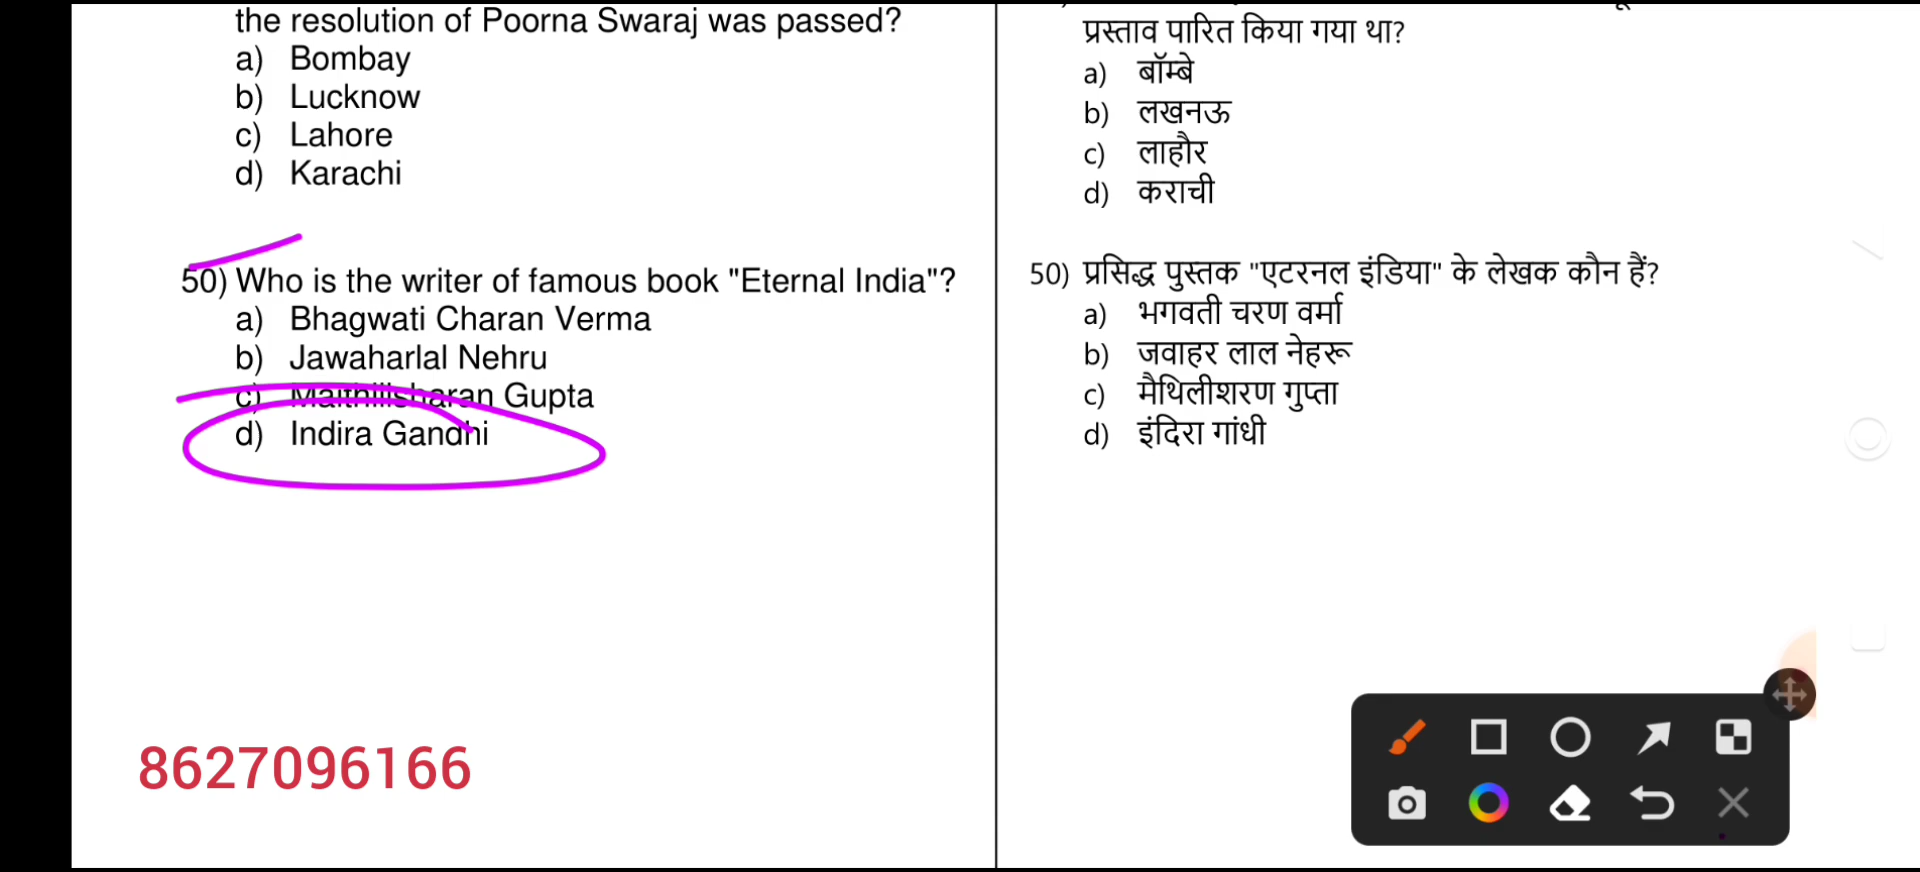 the resolution of Poorna Swaraj was passed?
a) Bombay
b) Lucknow
c) Lahore
d) Karachi
50) Who is the writer of famous book "Eternal India"?
a) Bhagwati Charan Verma
b) Jawaharlal Nehru
c) Maithilisharan Gupta
d) Indira Gandhi
8627096166
प्रस्ताव पारित किया गया था?
a) बॉम्बे
b) लखनऊ
c) लाहौर
d) कराची
50) प्रसिद्ध पुस्तक "एटरनल इंडिया" के लेखक कौन हैं?
a) भगवती चरण वर्मा
b) जवाहर लाल नेहरू
c) मैथिलीशरण गुप्ता
d) इंदिरा गांधी